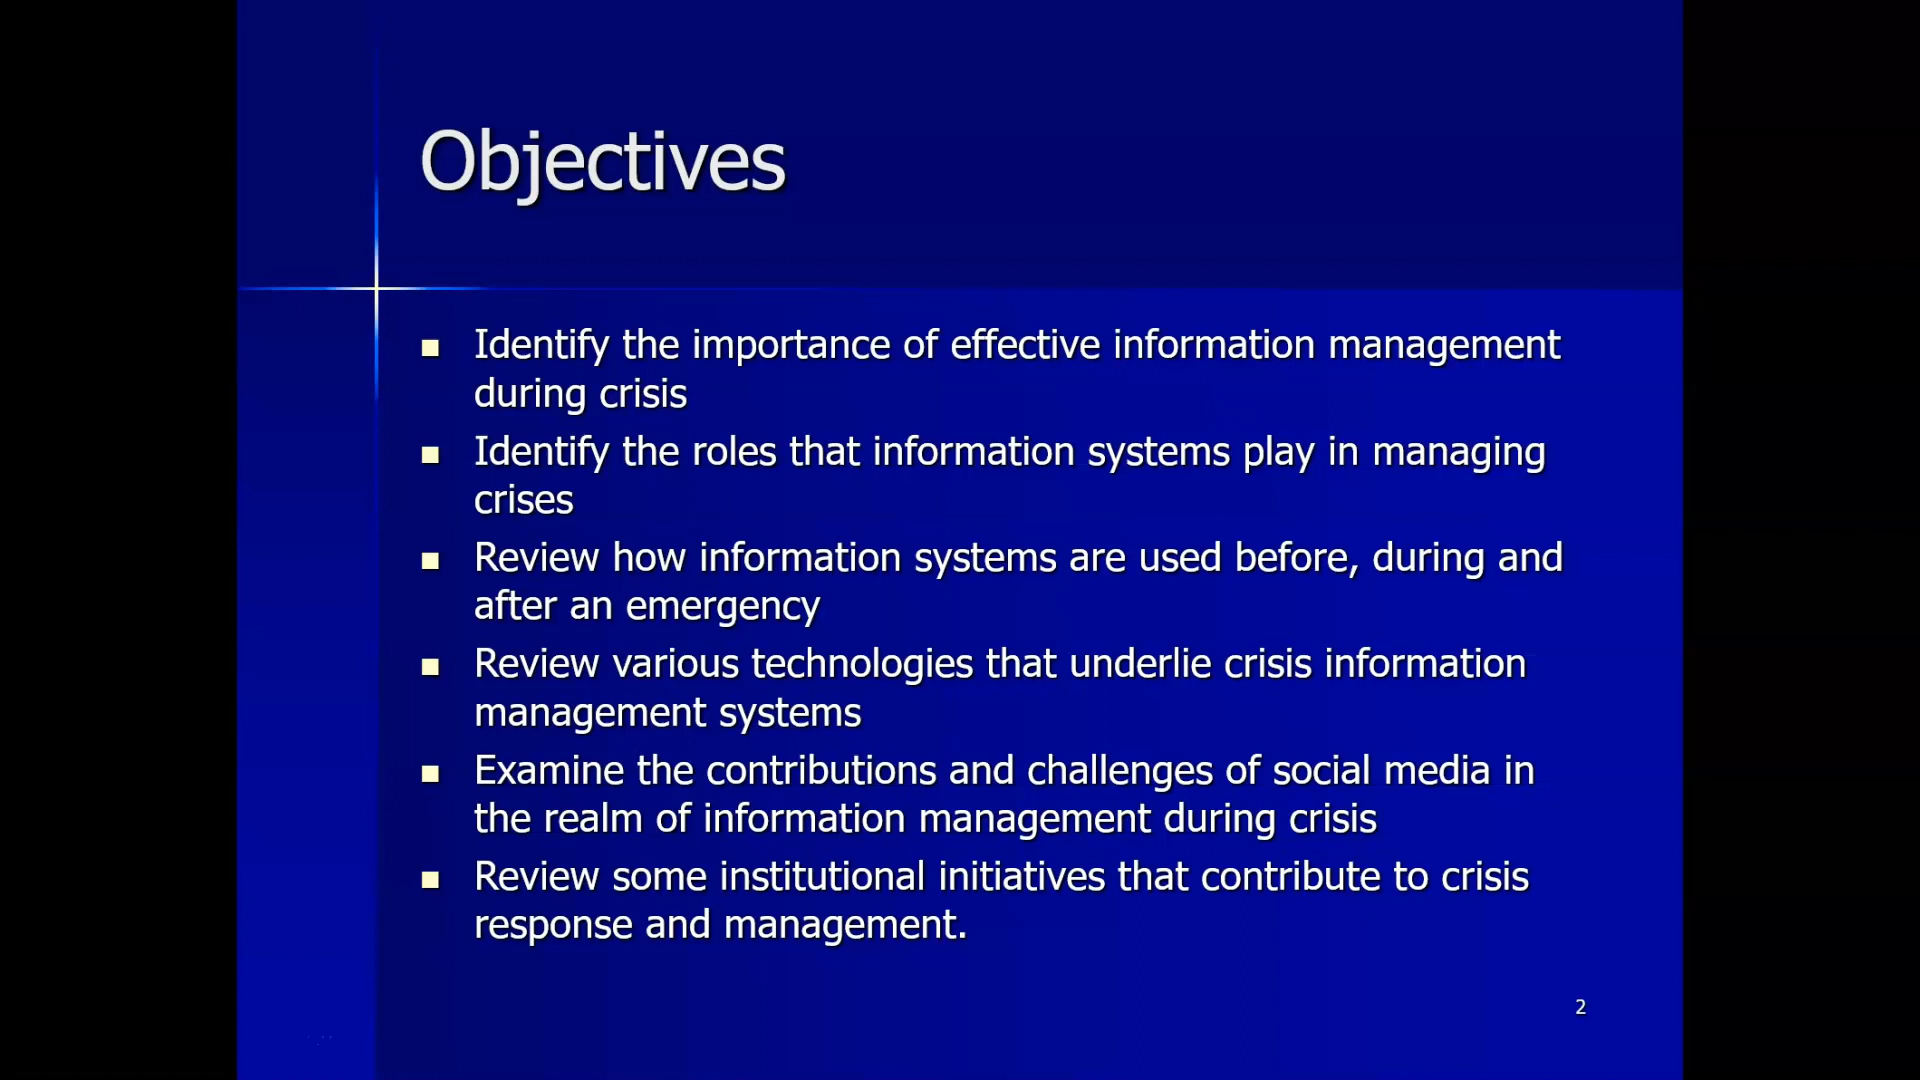 Objectives
Identify the importance of effective information management
during crisis
Identify the roles that information systems play in managing
crises
Review how information systems are used before, during and
after an emergency
Review various technologies that underlie crisis information
management systems
Examine the contributions and challenges of social media in
the realm of information management during crisis
Review some institutional initiatives that contribute to crisis
response and management.
2